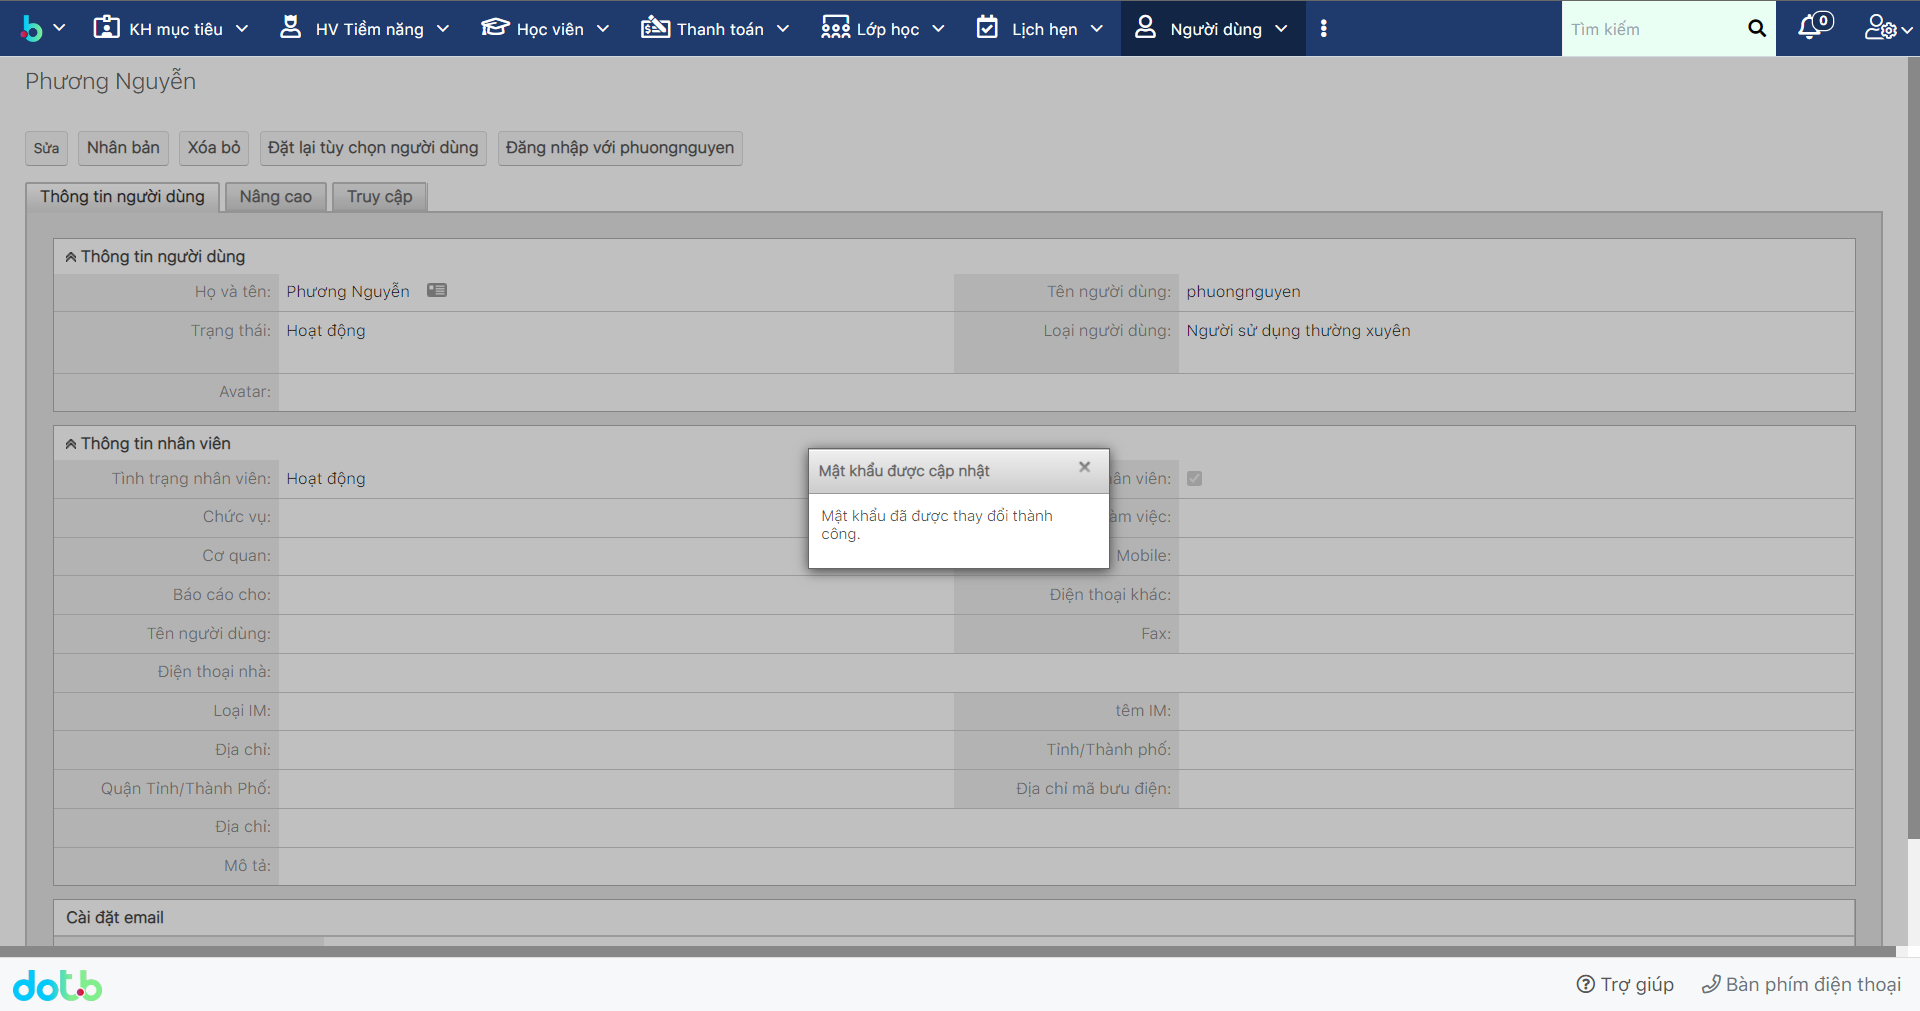 KH mục tiêu
HV Tiềm năng
Học viên
Thanh toán
Lớp học
Lịch hẹn
Người dùng
Tìm kiếm
0
Phương Nguyễn
Sửa
Nhân bản
Xóa bỏ
Đặt lại tùy chọn người dùng
Đăng nhập với phuongnguyen
Thông tin người dùng
Nâng cao
Truy cập
Thông tin người dùng
Họ và tên: Phương Nguyễn
Tên người dùng: phuongnguyen
Trạng thái: Hoạt động
Loại người dùng: Người sử dụng thường xuyên
Avatar:
Thông tin nhân viên
Tình trạng nhân viên: Hoạt động
ân viên:
Mật khẩu được cập nhật
Mật khẩu đã được thay đổi thành
công.
Chức vụ:
àm việc:
Cơ quan:
Mobile:
Báo cáo cho:
Điện thoại khác:
Tên người dùng:
Fax:
Điện thoại nhà:
Loại IM:
têm IM:
Địa chỉ:
Tỉnh/Thành phố:
Quận Tỉnh/Thành Phố:
Địa chỉ mã bưu điện:
Địa chỉ:
Mô tả:
Cài đặt email
dotb
Trợ giúp
Bàn phím điện thoại